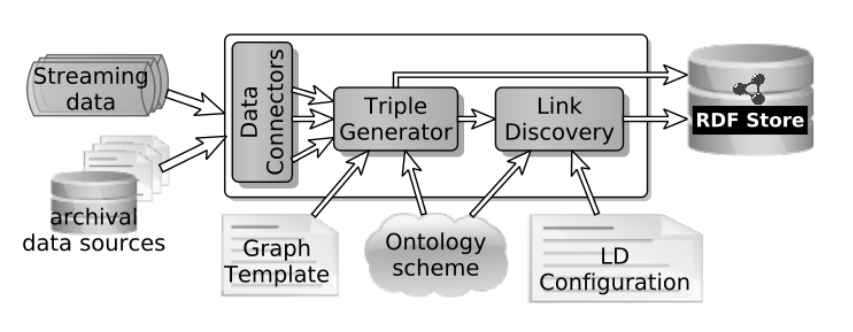 Streaming
data
archival
data sources
Data
Connectors
Triple
Generator
Link
Discovery
RDF Store
Graph
Template
Ontology
scheme
LD
Configuration